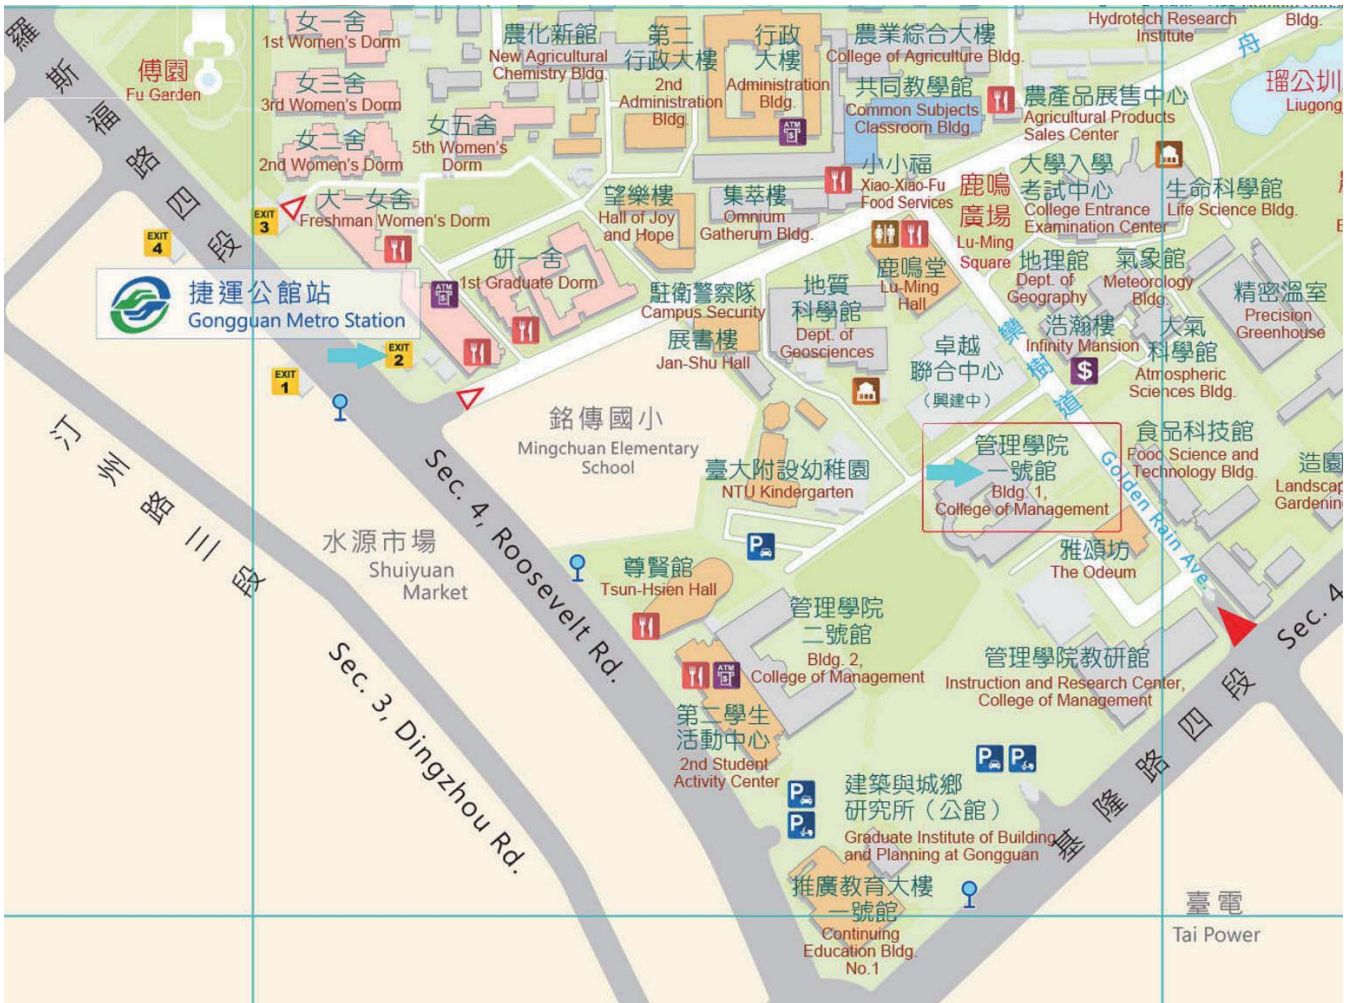 女一舍
1st Women's Dorm
農化新館
New Agricultural
Chemistry Bldg.
第二
行政大樓
2nd
Administration
Bldg.
行政
大樓
Administration
Bldg.
ATM
$
農業綜合大樓
College of Agriculture Bldg.
共同教學館
Common Subjects
Classroom Bldg.
Hydrotech Research
Institute
Bldg.
舟
羅斯福路四段
傅園
Fu Garden
女三舍
3rd Women's Dorm
女二舍
2nd Women's Dorm
女五舍
5th Women's
Dorm
農產品展售中心
Agricultural Products
Sales Center
瑠公圳
Liugong
大一女舍
Freshman Women's Dorm
EXIT
3
EXIT
4
望樂樓
Hall of Joy
and Hope
集萃樓
Omnium
Gatherum Bldg.
小小福
Xiao-Xiao-Fu
Food Services
鹿鳴
廣場
Lu-Ming
Square
大學入學
考試中心
College Entrance
Examination Center
生命科學館
Life Science Bldg.
捷運公館站
Gongguan Metro Station
ATM
$
研一舍
1st Graduate Dorm
駐衛警察隊
Campus Security
展書樓
Jan-Shu Hall
地質
科學館
Dept. of
Geosciences
鹿鳴堂
Lu-Ming
Hall
地理館
Dept. of
Geography
氣象館
Meteorology
Bldg.
精密溫室
Precision
Greenhouse
EXIT
2
EXIT
1
卓越
聯合中心
（興建中）
浩瀚樓
Infinity Mansion
$
大氣
科學館
Atmospheric
Sciences Bldg.
欒樹道
Golden Rain Ave.
銘傳國小
Mingchuan Elementary
School
臺大附設幼稚園
NTU Kindergarten
管理學院
一號館
Bldg. 1,
College of Management
食品科技館
Food Science and
Technology Bldg.
造園
Landscap
Gardenin
汀州路三段
Sec. 4, Roosevelt Rd.
水源市場
Shuiyuan
Market
P
尊賢館
Tsun-Hsien Hall
雅頌坊
The Odeum
管理學院
二號館
Bldg. 2,
College of Management
管理學院教研館
Instruction and Research Center,
College of Management
Sec. 4
Sec. 3, Dingzhou Rd.
ATM
$
第二學生
活動中心
2nd Student
Activity Center
P
P
P
P
建築與城鄉
研究所（公館）
Graduate Institute of Building
and Planning at Gongguan
基隆路四段
推廣教育大樓
一號館
Continuing
Education Bldg.
No.1
臺電
Tai Power